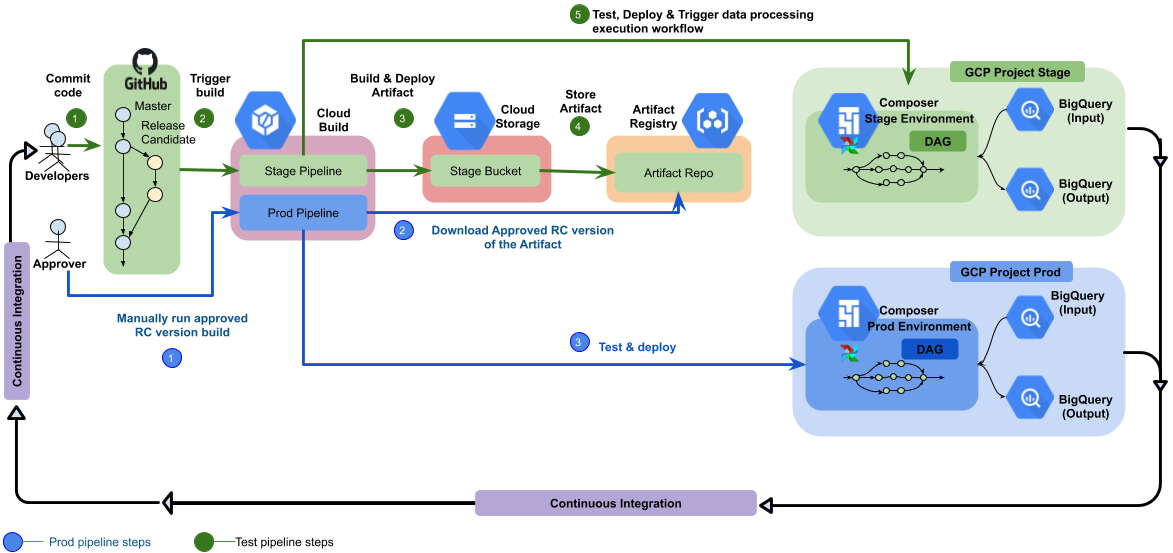 5
Test, Deploy & Trigger data processing
execution workflow
Commit
code
1
GitHub
Master
Release
Candidate
Trigger
build
2
Cloud
Build
Build & Deploy
Artifact
3
Cloud
Storage
Store
Artifact
4
Artifact
Registry
Developers
Stage Pipeline
Stage Bucket
Artifact Repo
Prod Pipeline
2
Download Approved RC version
of the Artifact
Approver
Manually run approved
RC version build
1
3
Test & deploy
GCP Project Stage
Composer
Stage Environment
DAG
BigQuery
(Input)
BigQuery
(Output)
GCP Project Prod
Composer
Prod Environment
DAG
BigQuery
(Input)
BigQuery
(Output)
Continuous Integration
Continuous Integration
Prod pipeline steps
Test pipeline steps